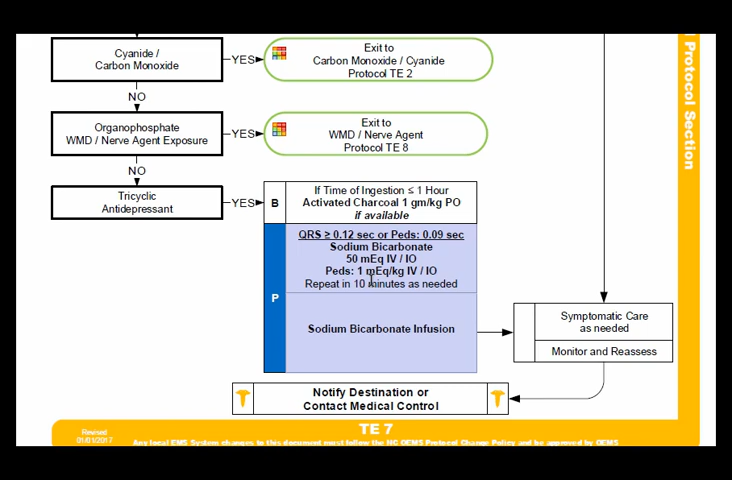 Cyanide /
Carbon Monoxide
YES
Exit to
Carbon Monoxide / Cyanide
Protocol TE 2
NO
Organophosphate
WMD / Nerve Agent Exposure
YES
Exit to
WMD / Nerve Agent
Protocol TE 8
NO
Tricyclic
Antidepressant
YES
B
If Time of Ingestion ≤ 1 Hour
Activated Charcoal 1 gm/kg PO
if available
P
QRS ≥ 0.12 sec or Peds: 0.09 sec
Sodium Bicarbonate
50 mEq IV / IO
Peds: 1 mEq/kg IV / IO
Repeat in 10 minutes as needed
Sodium Bicarbonate Infusion
Symptomatic Care
as needed
Monitor and Reassess
Notify Destination or
Contact Medical Control
Protocol Section
Revised
01/01/2017
TE 7
Any local EMS System changes to this document must follow the NC OEMS Protocol Change Policy and be approved by OEMS